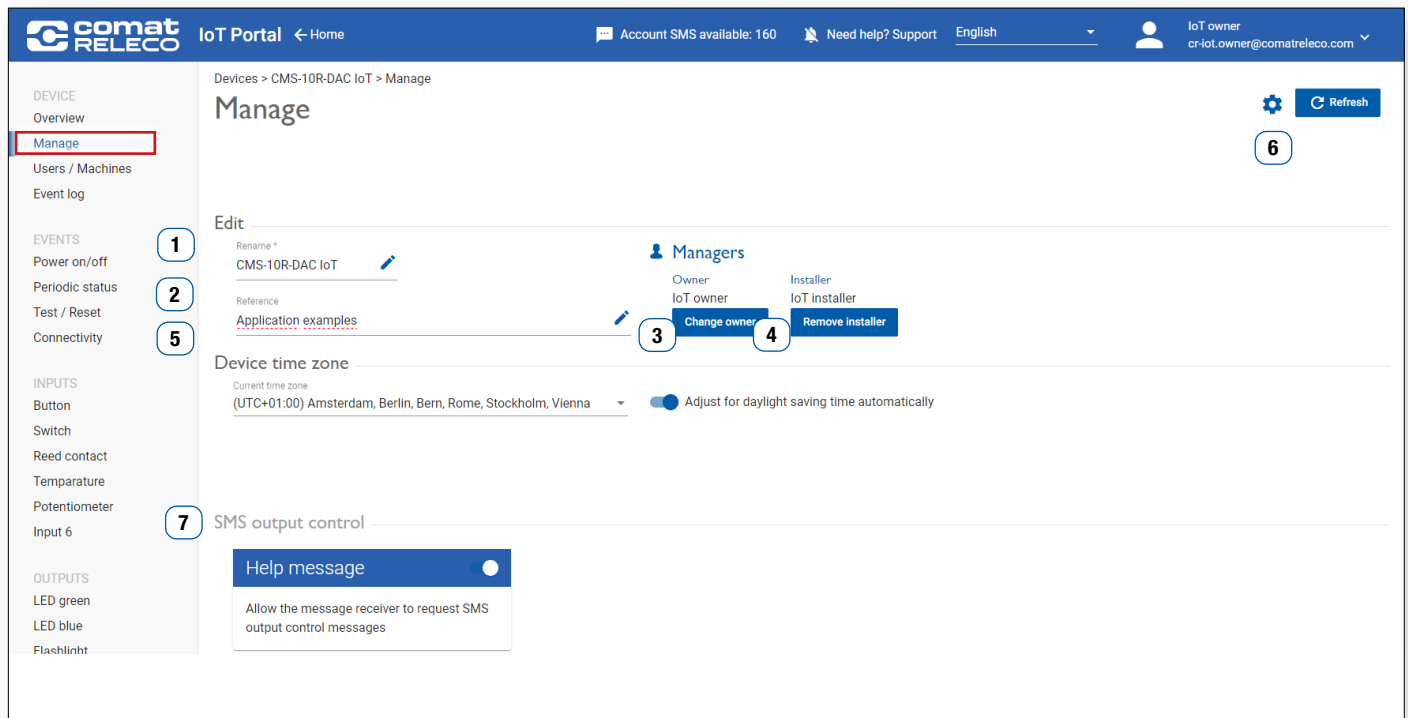 comat RELECO IoT Portal ← Home Account SMS available: 160 Need help? Support English IoT owner
cr-iot.owner@comatreleco.com
Devices > CMS-10R-DAC IoT > Manage
Manage
Refresh
6
DEVICE
Overview
Manage
Users / Machines
Event log
EVENTS
Power on/off
Periodic status
Test / Reset
Connectivity
INPUTS
Button
Switch
Reed contact
Temparature
Potentiometer
Input 6
OUTPUTS
LED green
LED blue
Flashlight
Edit
1
Rename *
CMS-10R-DAC IoT
2
Reference
Application examples
Managers
Owner
IoT owner
3
Change owner
Installer
IoT installer
4
Remove installer
5
Device time zone
Current time zone
(UTC+01:00) Amsterdam, Berlin, Bern, Rome, Stockholm, Vienna
Adjust for daylight saving time automatically
7
SMS output control
Help message
Allow the message receiver to request SMS
output control messages